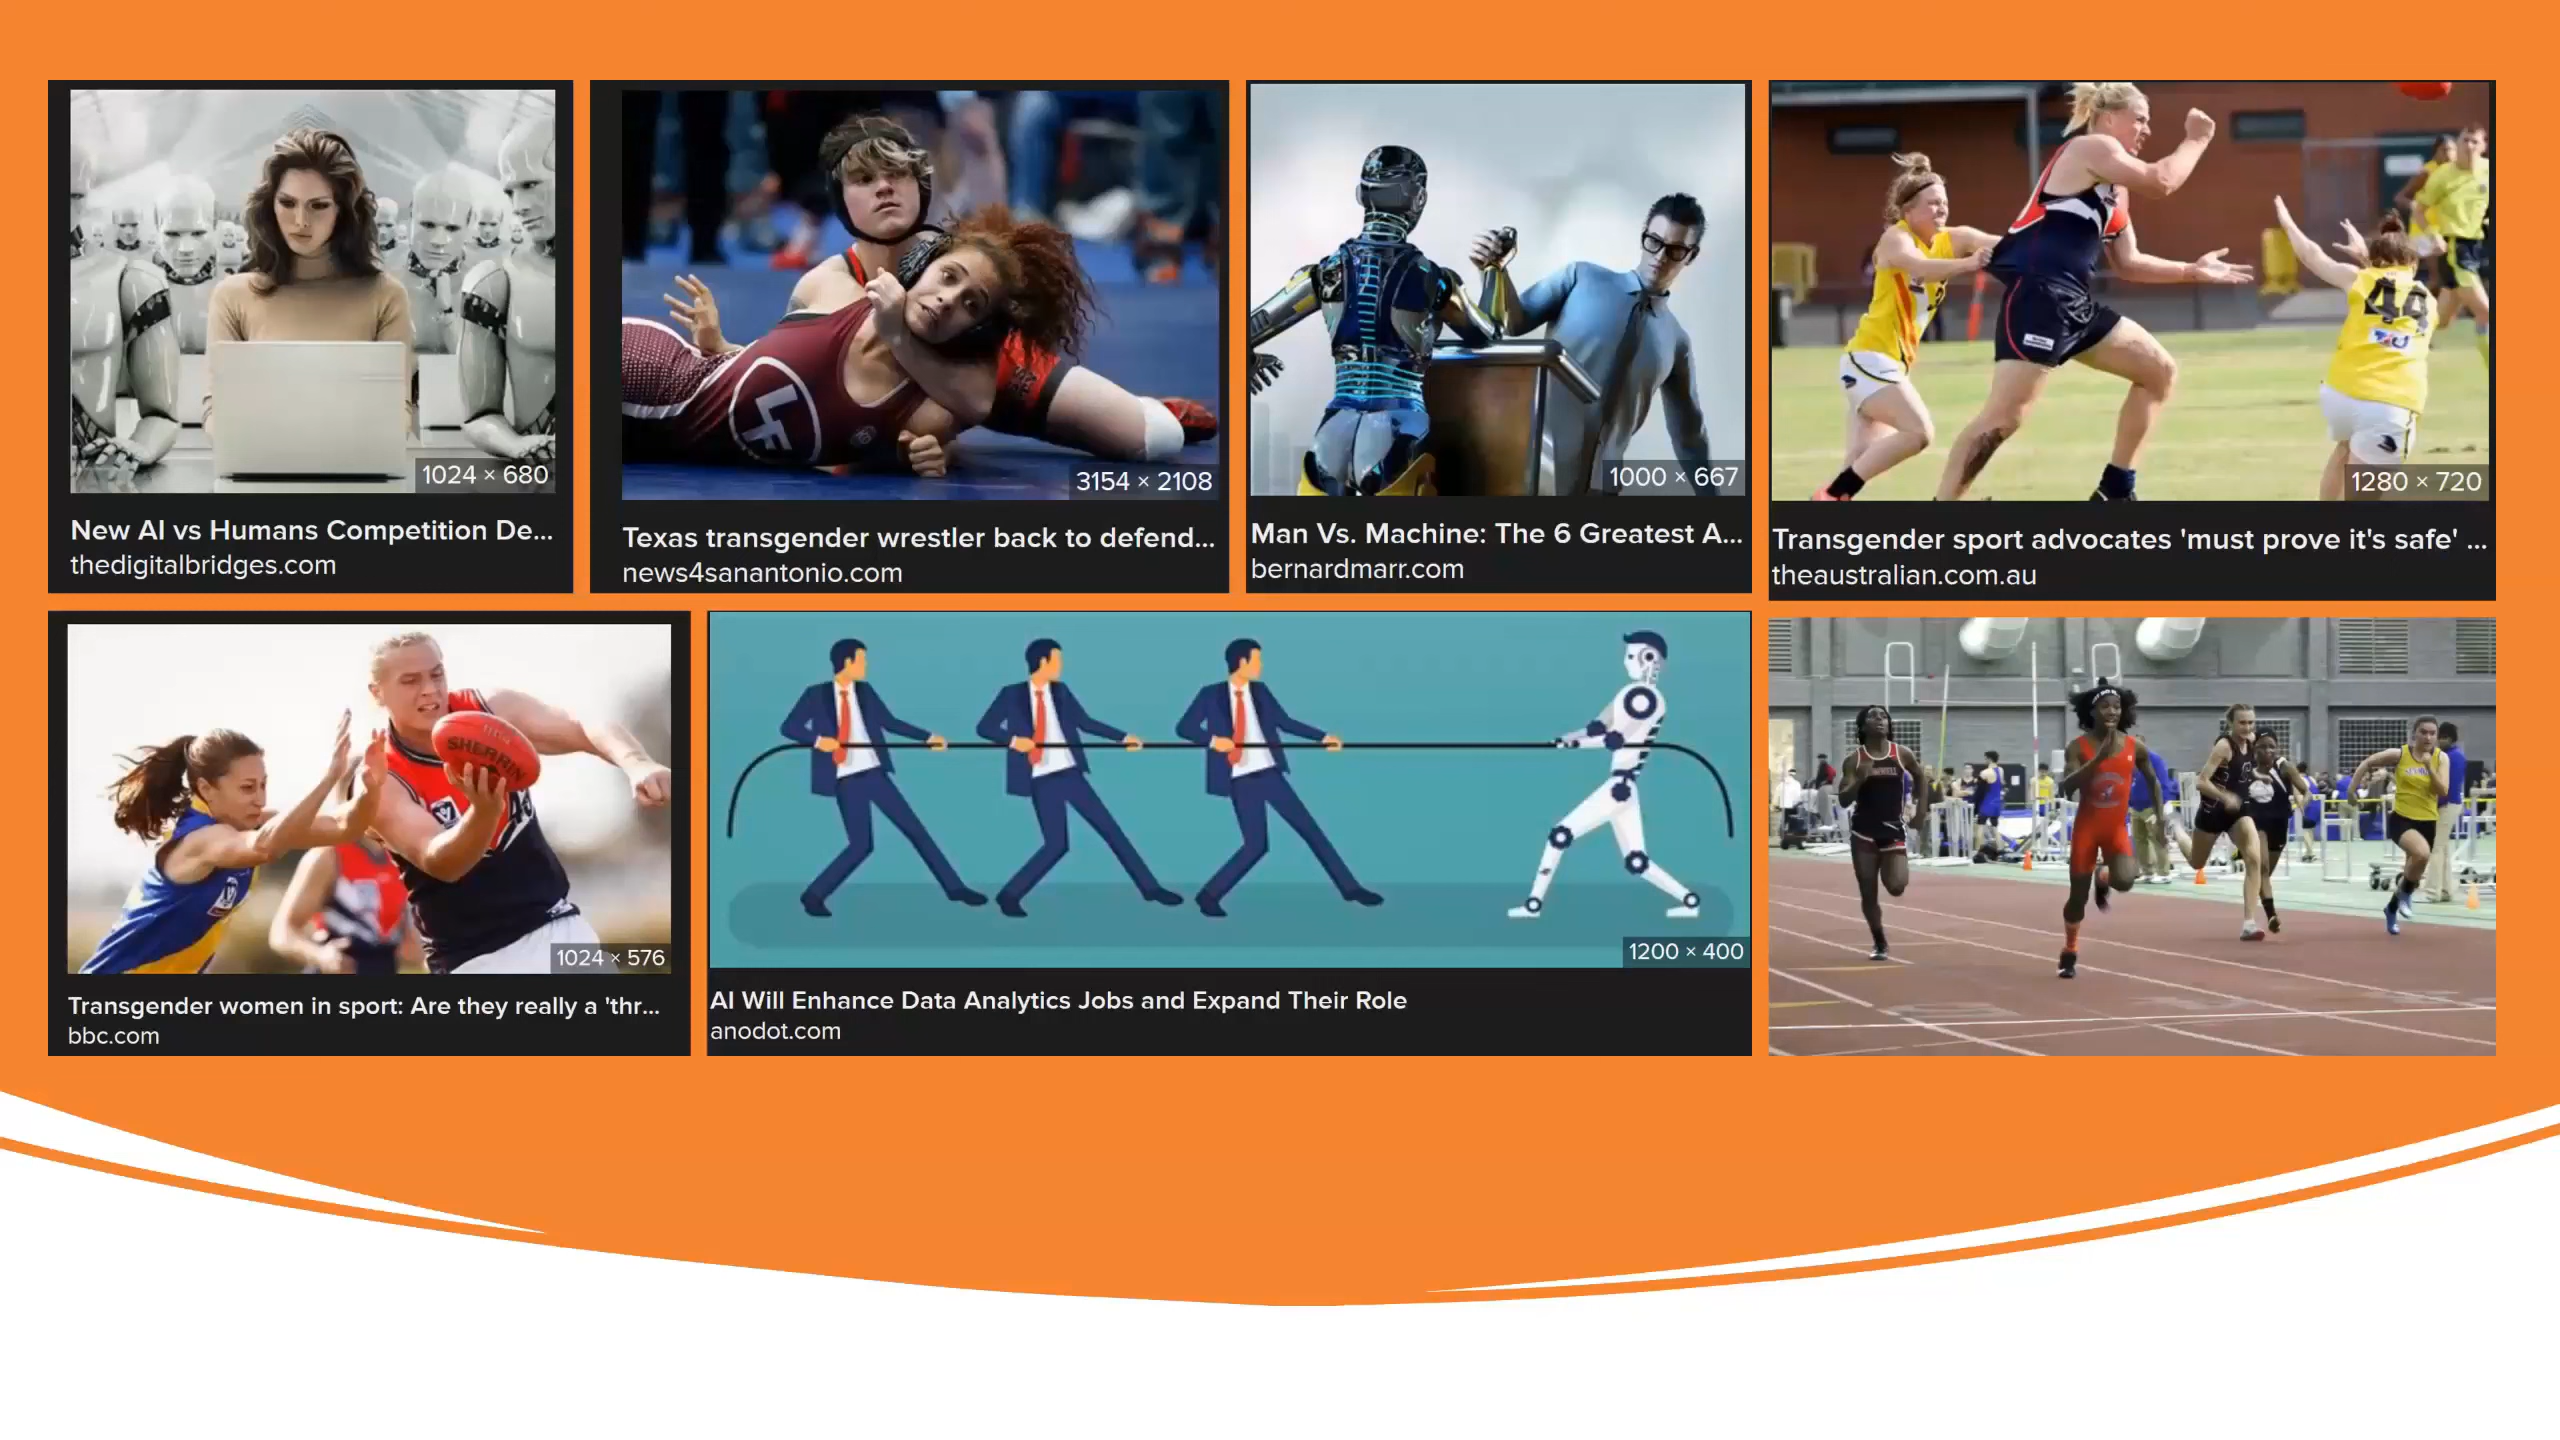 1024 × 680
New AI vs Humans Competition De...
thedigitalbridges.com
LF
3154 × 2108
Texas transgender wrestler back to defend...
news4sanantonio.com
1000 × 667
Man Vs. Machine: The 6 Greatest A...
bernardmarr.com
44
1280 × 720
Transgender sport advocates 'must prove it's safe' ...
theaustralian.com.au
SHERRIN
1024 × 576
Transgender women in sport: Are they really a 'thr...
bbc.com
1200 × 400
AI Will Enhance Data Analytics Jobs and Expand Their Role
anodot.com